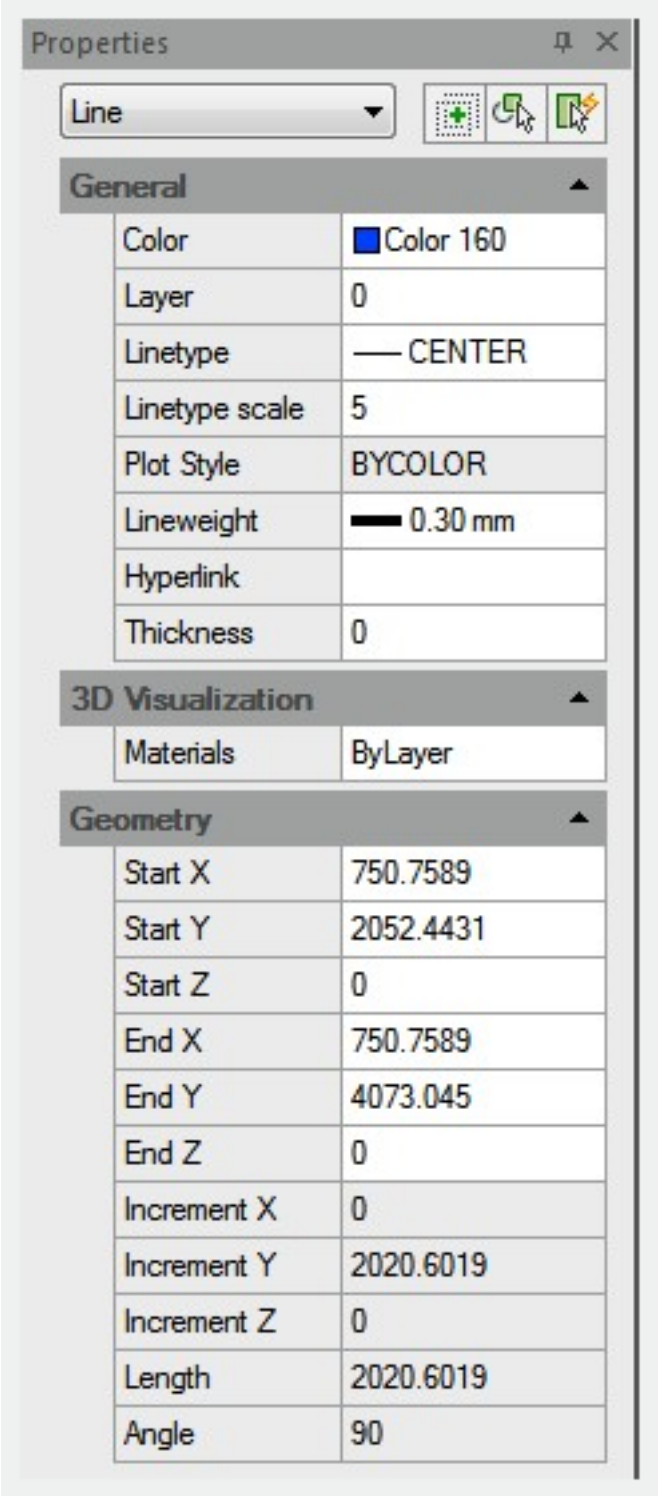 Properties
Line
General
Color Color 160
Layer 0
Linetype CENTER
Linetype scale 5
Plot Style BYCOLOR
Lineweight 0.30 mm
Hyperlink
Thickness 0
3D Visualization
Materials ByLayer
Geometry
Start X 750.7589
Start Y 2052.4431
Start Z 0
End X 750.7589
End Y 4073.045
End Z 0
Increment X 0
Increment Y 2020.6019
Increment Z 0
Length 2020.6019
Angle 90